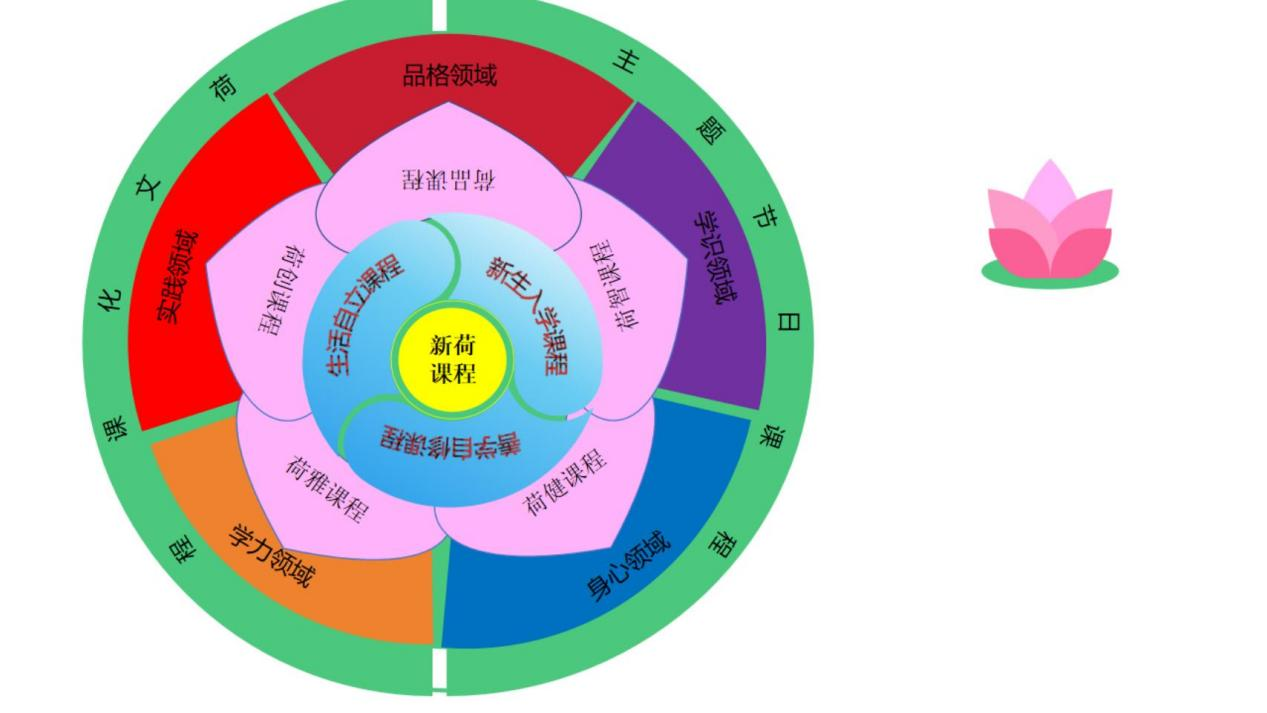 荷文化课程
主题节日课程
品格领域
学识领域
身心领域
学力领域
实践领域
荷品课程
荷智课程
荷健课程
荷雅课程
荷创课程
生活自立课程
新生入学课程
善学自修课程
新荷
课程